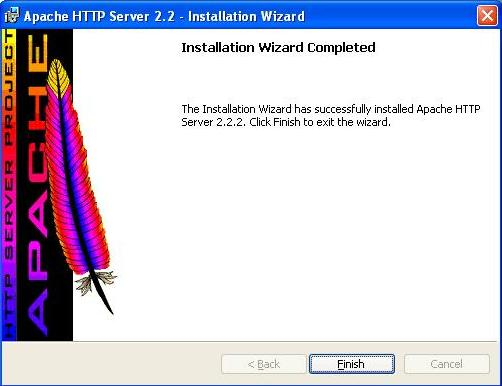 Apache HTTP Server 2.2 - Installation Wizard
HTTP SERVER PROJECT
APACHE
Installation Wizard Completed
The Installation Wizard has successfully installed Apache HTTP
Server 2.2.2. Click Finish to exit the wizard.
< Back
Finish
Cancel